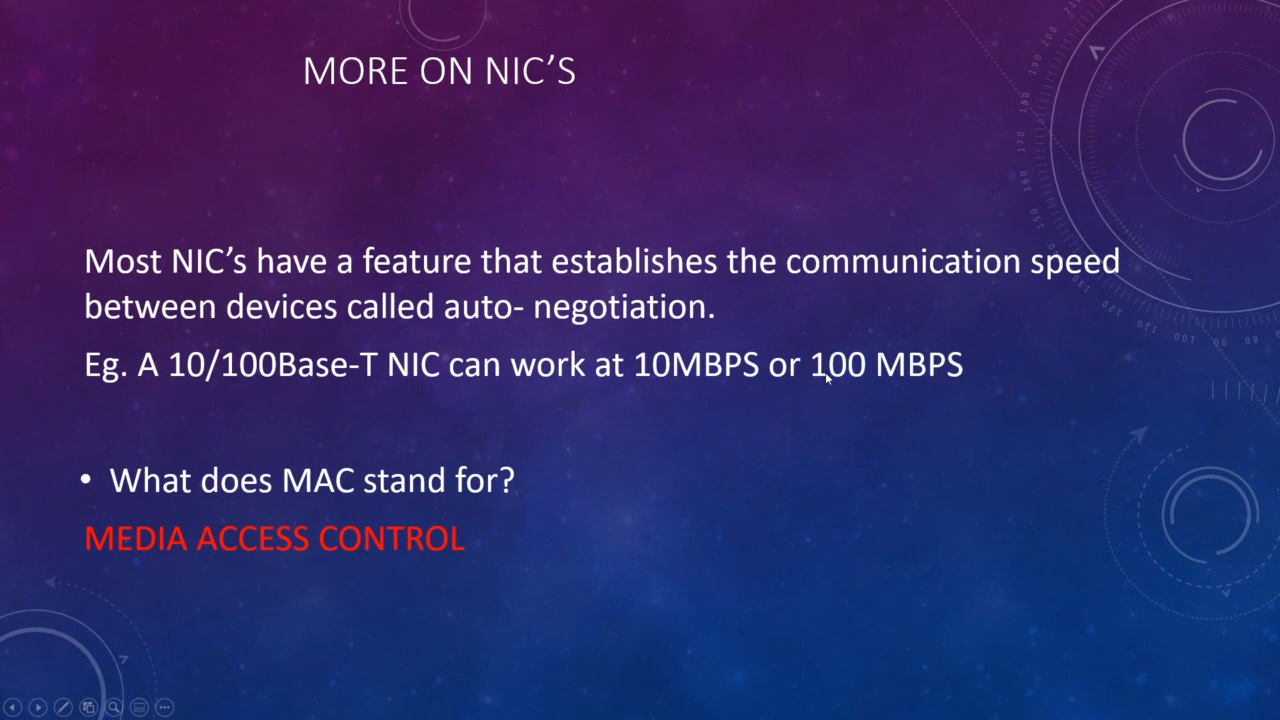 MORE ON NIC’S
Most NIC’s have a feature that establishes the communication speed
between devices called auto- negotiation.
Eg. A 10/100Base-T NIC can work at 10MBPS or 100 MBPS
• What does MAC stand for?
MEDIA ACCESS CONTROL